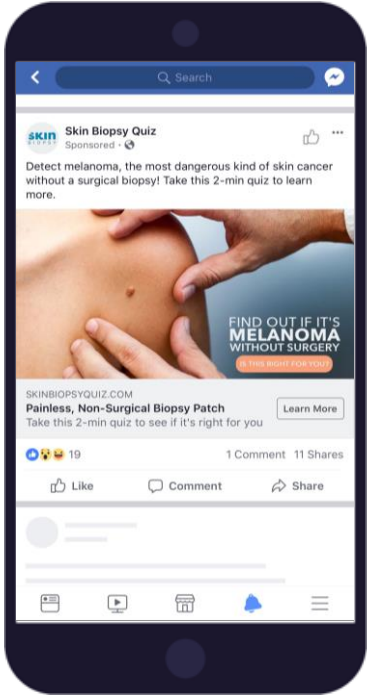 Search
SKIN
BIOPSY
Skin Biopsy Quiz
Sponsored ·
Detect melanoma, the most dangerous kind of skin cancer
without a surgical biopsy! Take this 2-min quiz to learn
more.
FIND OUT IF IT'S
MELANOMA
WITHOUT SURGERY
IS THIS RIGHT FOR YOU?
SKINBIOPSYQUIZ.COM
Painless, Non-Surgical Biopsy Patch
Take this 2-min quiz to see if it's right for you
Learn More
19
1 Comment 11 Shares
Like
Comment
Share